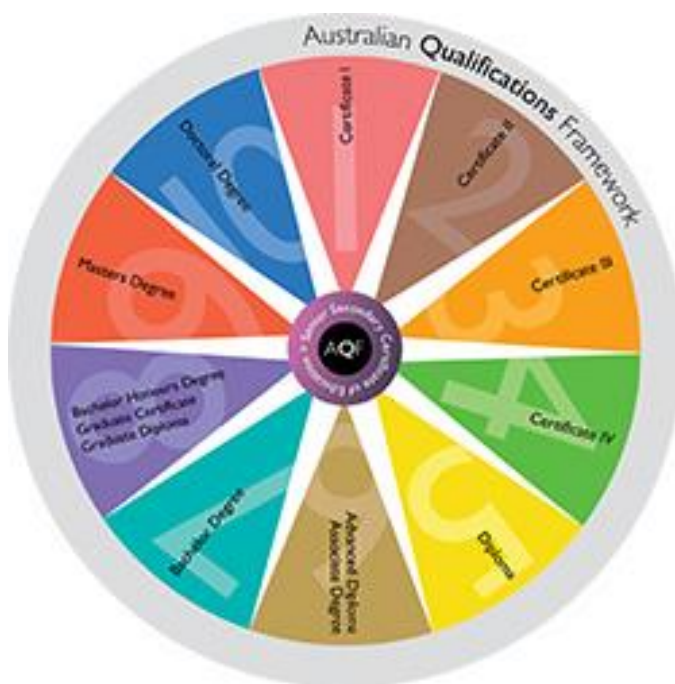 Australian Qualifications Framework
1
Certificate I
2
Certificate II
3
Certificate III
4
Certificate IV
5
Diploma
6
Advanced Diploma
Associate Degree
7
Bachelor Degree
8
Bachelor Honours Degree
Graduate Certificate
Graduate Diploma
9
Masters Degree
10
Doctoral Degree
Senior Secondary Certificate of Education
AQF